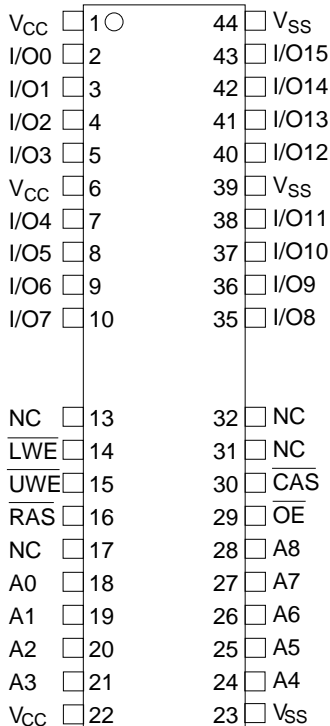 VCC 1 44 VSS
I/O0 2 43 I/O15
I/O1 3 42 I/O14
I/O2 4 41 I/O13
I/O3 5 40 I/O12
VCC 6 39 VSS
I/O4 7 38 I/O11
I/O5 8 37 I/O10
I/O6 9 36 I/O9
I/O7 10 35 I/O8
NC 13 32 NC
LWE 14 31 NC
UWE 15 30 CAS
RAS 16 29 OE
NC 17 28 A8
A0 18 27 A7
A1 19 26 A6
A2 20 25 A5
A3 21 24 A4
VCC 22 23 VSS